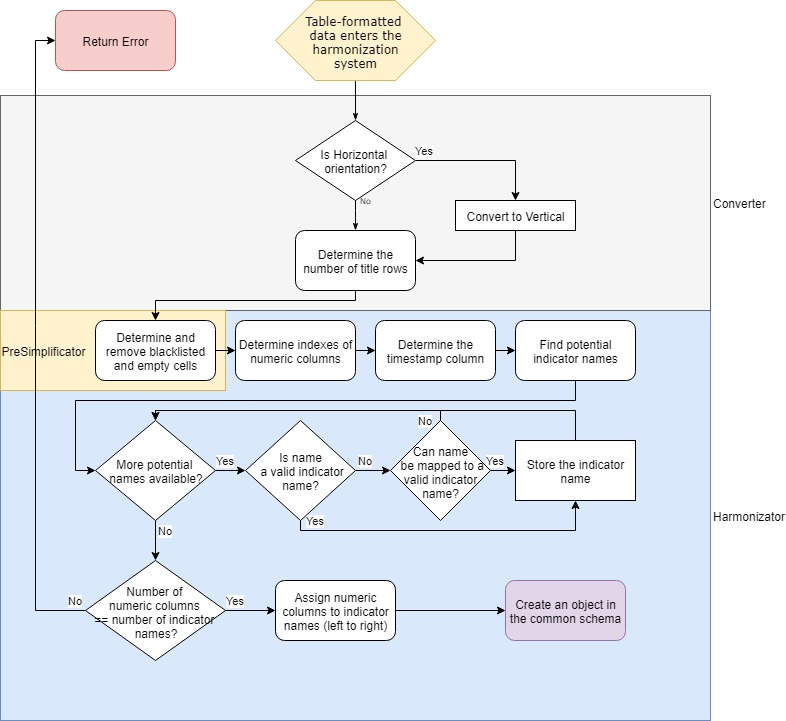 Return Error
Table-formatted
data enters the
harmonization
system
Is Horizontal
orientation?
Yes
No
Convert to Vertical
Converter
Determine the
number of title rows
PreSimplificator
Determine and
remove blacklisted
and empty cells
Determine indexes of
numeric columns
Determine the
timestamp column
Find potential
indicator names
More potential
names available?
Yes
Is name
a valid indicator
name?
No
No
Can name
be mapped to a
valid indicator
name?
Yes
Store the indicator
name
Yes
No
Harmonizator
No
Number of
numeric columns
== number of indicator
names?
Yes
Assign numeric
columns to indicator
names (left to right)
Create an object in
the common schema